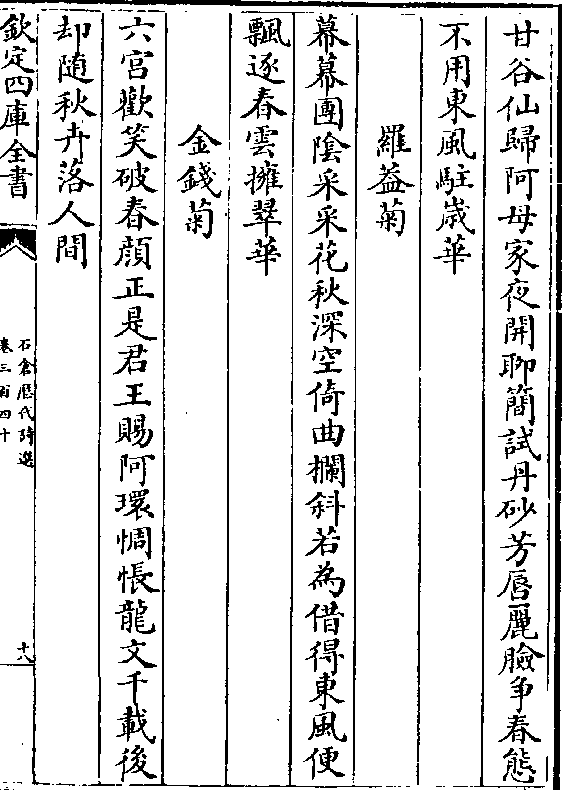 甘谷仙歸阿母家夜開聊簡試丹砂芳唇麗臉争春態
不用東風駐歳華
羅葢菊
幕幕團陰采采花秋深空倚曲欄斜若為借得東風便
飄逐春雲擁翠華
金錢菊
六宫歡笑破春顔正是君王賜阿環惆悵龍文千載後
却隨秋卉落人間
欽定四庫全書
石倉歴代詩選
卷三百四十
十八